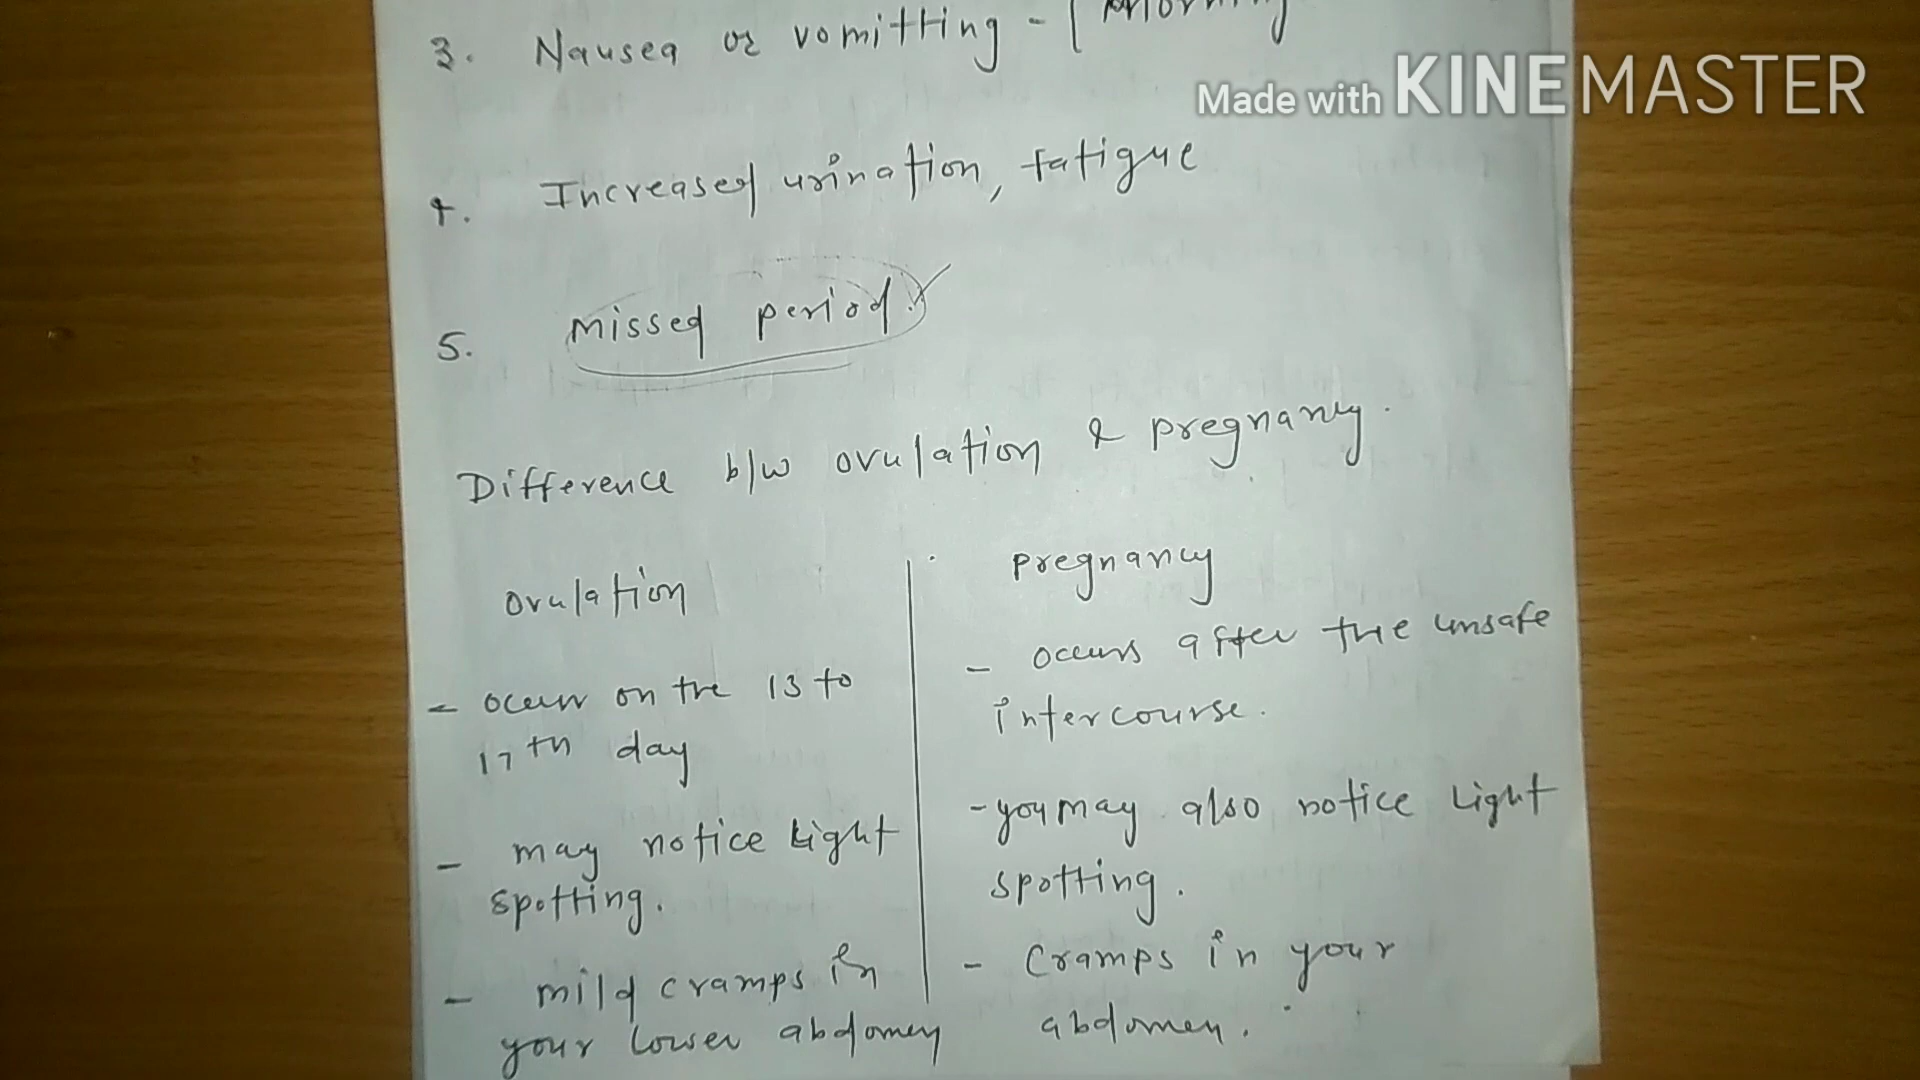 3. Nausea or vomitting - [Morning
Made with KINEMASTER
4. Increased urination, fatigue
5. Missed period.
Difference b/w ovulation & pregnancy.
ovulation
- occur on the 13 to
17th day
- may notice Light
spotting.
- mild cramps in
your lower abdomen
pregnancy
- occurs after the unsafe
intercourse.
- you may also notice Light
spotting.
- Cramps in your
abdomen.